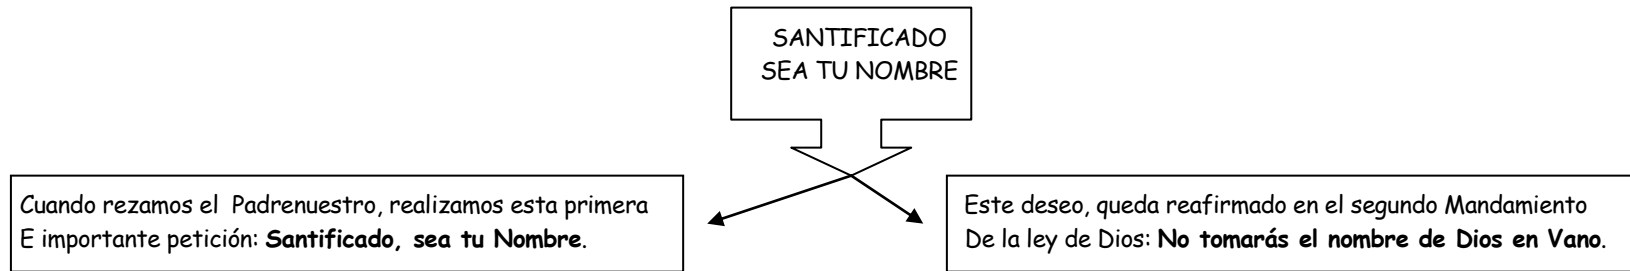 SANTIFICADO
SEA TU NOMBRE
Cuando rezamos el Padrenuestro, realizamos esta primera
E importante petición: Santificado, sea tu Nombre.
Este deseo, queda reafirmado en el segundo Mandamiento
De la ley de Dios: No tomarás el nombre de Dios en Vano.